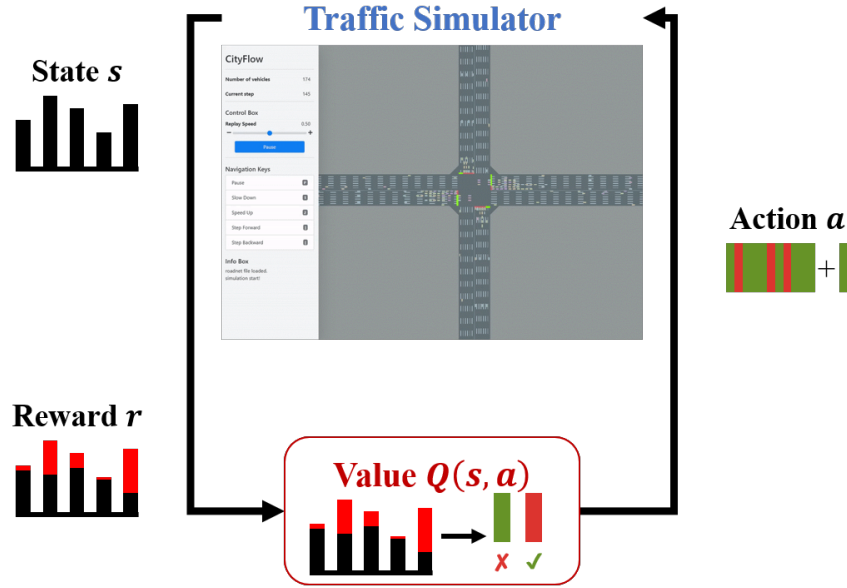 Traffic Simulator
State s
CityFlow
Number of vehicles 174
Current step 145
Control Box
Replay Speed 0.50
− +
Pause
Navigation Keys
Pause
Slow Down
Speed Up
Step Forward
Step Backward
Info Box
roadnet file loaded.
simulation start!
Action a
+
Reward r
Value Q(s, a)
✗ ✓